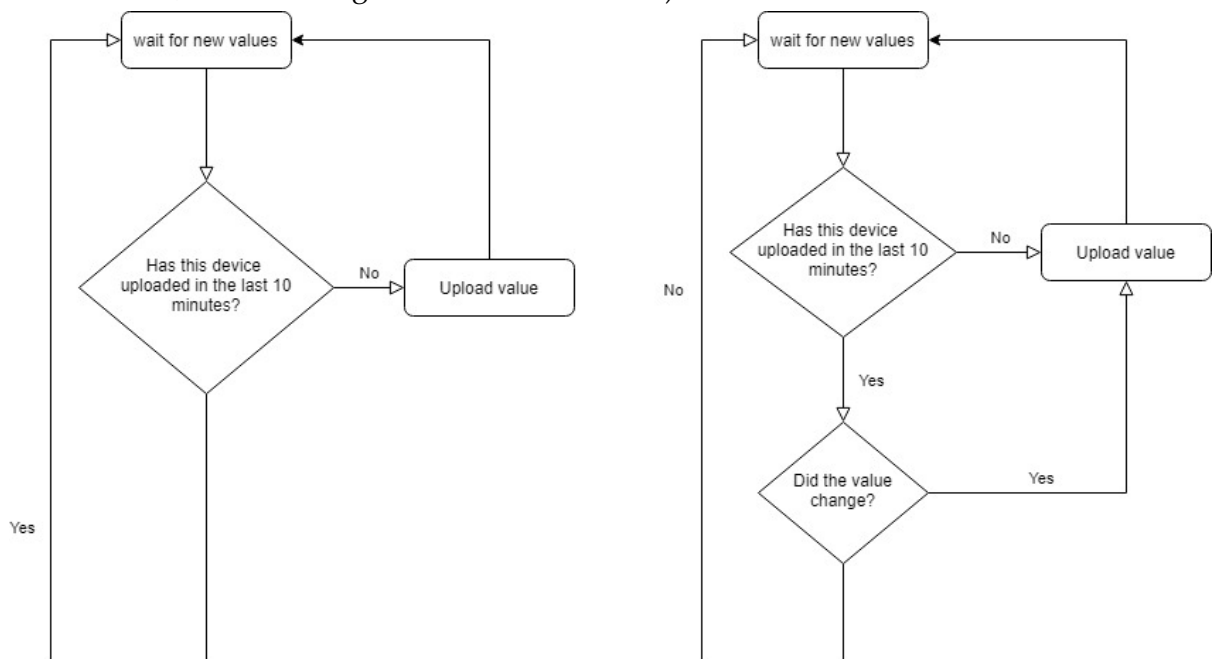 wait for new values
Has this device
uploaded in the last 10
minutes?
No
Upload value
Yes
wait for new values
Has this device
uploaded in the last 10
minutes?
No
Upload value
No
Yes
Did the value
change?
Yes